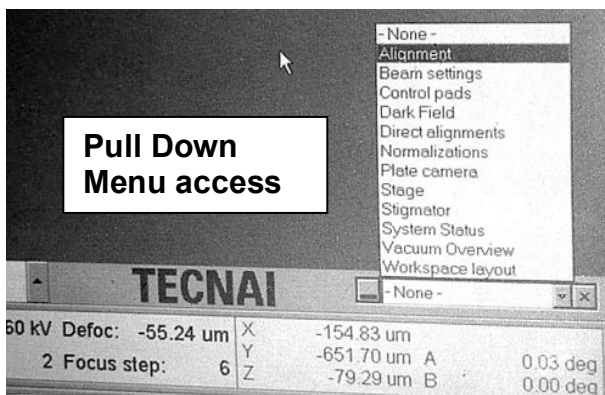 - None -
Alignment
Beam settings
Control pads
Dark Field
Direct alignments
Normalizations
Plate camera
Stage
Stigmator
System Status
Vacuum Overview
Workspace layout
Pull Down
Menu access
TECNAI
- None -
60 kV Defoc: -55.24 um
2 Focus step: 6
X -154.83 um
Y -651.70 um A 0.03 deg
Z -79.29 um B 0.00 deg